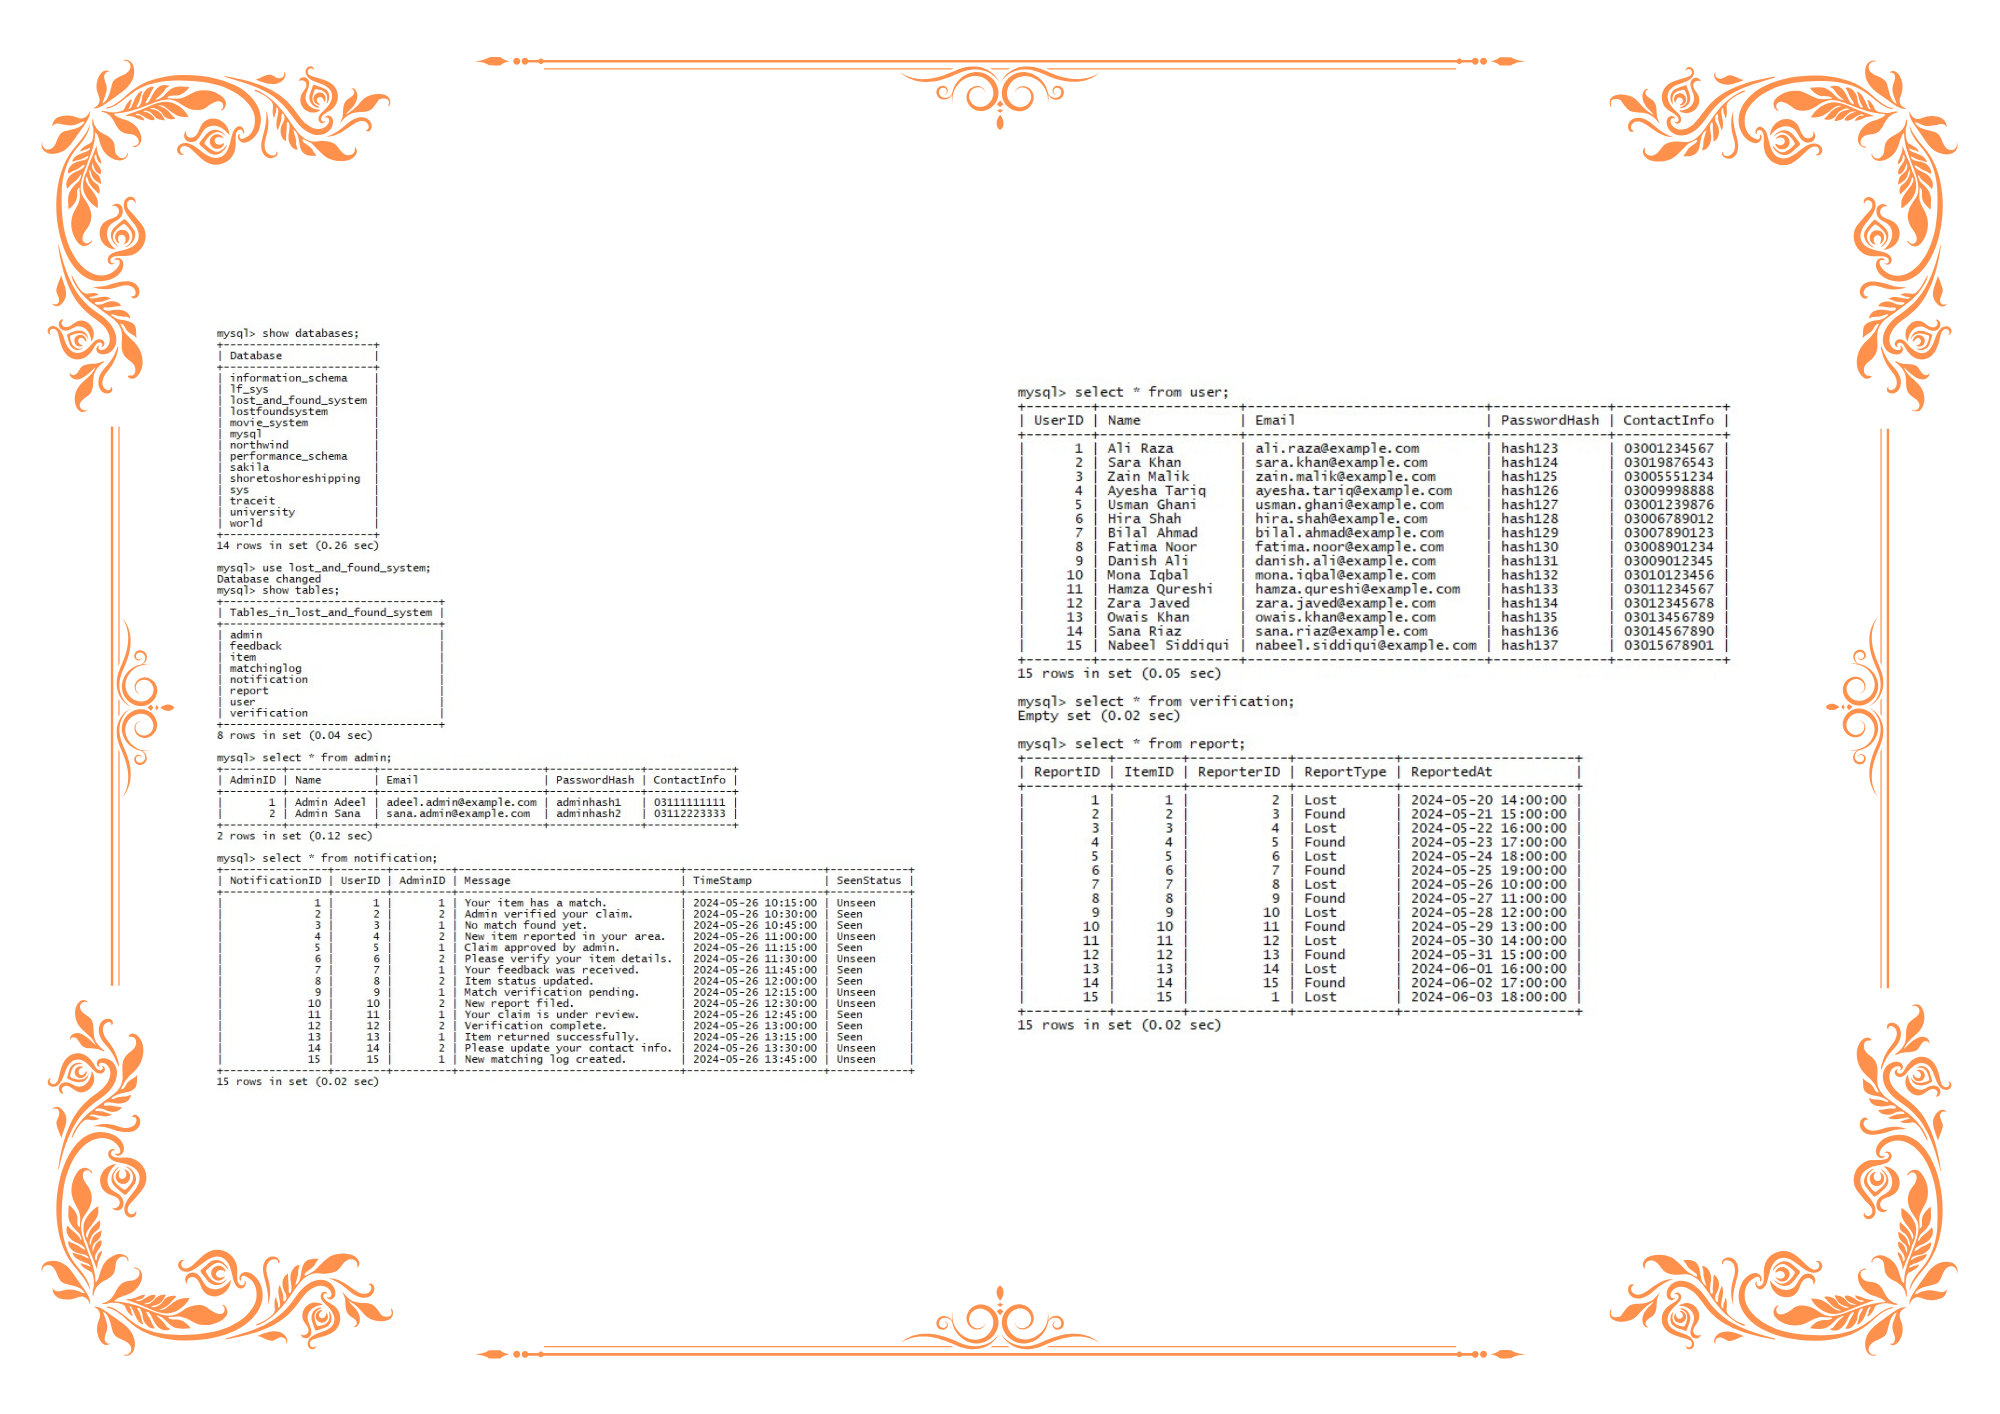 mysql> show databases;
+------------------------+
| Database               |
+------------------------+
| information_schema     |
| lf_sys                 |
| lost_and_found_system  |
| lostfoundsystem        |
| movie_system           |
| mysql                  |
| northwind              |
| performance_schema     |
| sakila                 |
| shoretoshoreshipping   |
| sys                    |
| traceit                |
| university             |
| world                  |
+------------------------+
14 rows in set (0.26 sec)
mysql> use lost_and_found_system;
Database changed
mysql> show tables;
+----------------------------------+
| Tables_in_lost_and_found_system |
+----------------------------------+
| admin                            |
| feedback                         |
| item                             |
| matchinglog                      |
| notification                     |
| report                           |
| user                             |
| verification                     |
+----------------------------------+
8 rows in set (0.04 sec)
mysql> select * from admin;
+---------+-------------+-------------------------+--------------+-------------+
| AdminID | Name        | Email                   | PasswordHash | ContactInfo |
+---------+-------------+-------------------------+--------------+-------------+
|       1 | Admin Adeel | adeel.admin@example.com | adminhash1   | 03111111111 |
|       2 | Admin Sana  | sana.admin@example.com  | adminhash2   | 03112223333 |
+---------+-------------+-------------------------+--------------+-------------+
2 rows in set (0.12 sec)
mysql> select * from notification;
+----------------+--------+---------+----------------------------------+---------------------+------------+
| NotificationID | UserID | AdminID | Message                          | TimeStamp           | SeenStatus |
+----------------+--------+---------+----------------------------------+---------------------+------------+
|              1 |      1 |       1 | Your item has a match.           | 2024-05-26 10:15:00 | Unseen     |
|              2 |      2 |       2 | Admin verified your claim.       | 2024-05-26 10:30:00 | Seen       |
|              3 |      3 |       1 | No match found yet.              | 2024-05-26 10:45:00 | Seen       |
|              4 |      4 |       2 | New item reported in your area.  | 2024-05-26 11:00:00 | Unseen     |
|              5 |      5 |       1 | Claim approved by admin.         | 2024-05-26 11:15:00 | Seen       |
|              6 |      6 |       2 | Please verify your item details. | 2024-05-26 11:30:00 | Unseen     |
|              7 |      7 |       1 | Your feedback was received.      | 2024-05-26 11:45:00 | Seen       |
|              8 |      8 |       2 | Item status updated.             | 2024-05-26 12:00:00 | Seen       |
|              9 |      9 |       1 | Match verification pending.      | 2024-05-26 12:15:00 | Unseen     |
|             10 |     10 |       2 | New report filed.                | 2024-05-26 12:30:00 | Unseen     |
|             11 |     11 |       1 | Your claim is under review.      | 2024-05-26 12:45:00 | Seen       |
|             12 |     12 |       2 | Verification complete.           | 2024-05-26 13:00:00 | Seen       |
|             13 |     13 |       1 | Item returned successfully.      | 2024-05-26 13:15:00 | Seen       |
|             14 |     14 |       2 | Please update your contact info. | 2024-05-26 13:30:00 | Unseen     |
|             15 |     15 |       1 | New matching log created.        | 2024-05-26 13:45:00 | Unseen     |
+----------------+--------+---------+----------------------------------+---------------------+------------+
15 rows in set (0.02 sec)
mysql> select * from user;
+--------+-----------------+-----------------------------+--------------+-------------+
| UserID | Name            | Email                       | PasswordHash | ContactInfo |
+--------+-----------------+-----------------------------+--------------+-------------+
|      1 | Ali Raza        | ali.raza@example.com        | hash123      | 03001234567 |
|      2 | Sara Khan       | sara.khan@example.com       | hash124      | 03019876543 |
|      3 | Zain Malik      | zain.malik@example.com      | hash125      | 03005551234 |
|      4 | Ayesha Tariq    | ayesha.tariq@example.com    | hash126      | 03009998888 |
|      5 | Usman Ghani     | usman.ghani@example.com     | hash127      | 03001239876 |
|      6 | Hira Shah       | hira.shah@example.com       | hash128      | 03006789012 |
|      7 | Bilal Ahmad     | bilal.ahmad@example.com     | hash129      | 03007890123 |
|      8 | Fatima Noor     | fatima.noor@example.com     | hash130      | 03008901234 |
|      9 | Danish Ali      | danish.ali@example.com      | hash131      | 03009012345 |
|     10 | Mona Iqbal      | mona.iqbal@example.com      | hash132      | 03010123456 |
|     11 | Hamza Qureshi   | hamza.qureshi@example.com   | hash133      | 03011234567 |
|     12 | Zara Javed      | zara.javed@example.com      | hash134      | 03012345678 |
|     13 | Owais Khan      | owais.khan@example.com      | hash135      | 03013456789 |
|     14 | Sana Riaz       | sana.riaz@example.com       | hash136      | 03014567890 |
|     15 | Nabeel Siddiqui | nabeel.siddiqui@example.com | hash137      | 03015678901 |
+--------+-----------------+-----------------------------+--------------+-------------+
15 rows in set (0.05 sec)
mysql> select * from verification;
Empty set (0.02 sec)
mysql> select * from report;
+----------+--------+------------+------------+---------------------+
| ReportID | ItemID | ReporterID | ReportType | ReportedAt          |
+----------+--------+------------+------------+---------------------+
|        1 |      1 |          2 | Lost       | 2024-05-20 14:00:00 |
|        2 |      2 |          3 | Found      | 2024-05-21 15:00:00 |
|        3 |      3 |          4 | Lost       | 2024-05-22 16:00:00 |
|        4 |      4 |          5 | Found      | 2024-05-23 17:00:00 |
|        5 |      5 |          6 | Lost       | 2024-05-24 18:00:00 |
|        6 |      6 |          7 | Found      | 2024-05-25 19:00:00 |
|        7 |      7 |          8 | Lost       | 2024-05-26 10:00:00 |
|        8 |      8 |          9 | Found      | 2024-05-27 11:00:00 |
|        9 |      9 |         10 | Lost       | 2024-05-28 12:00:00 |
|       10 |     10 |         11 | Found      | 2024-05-29 13:00:00 |
|       11 |     11 |         12 | Lost       | 2024-05-30 14:00:00 |
|       12 |     12 |         13 | Found      | 2024-05-31 15:00:00 |
|       13 |     13 |         14 | Lost       | 2024-06-01 16:00:00 |
|       14 |     14 |         15 | Found      | 2024-06-02 17:00:00 |
|       15 |     15 |          1 | Lost       | 2024-06-03 18:00:00 |
+----------+--------+------------+------------+---------------------+
15 rows in set (0.02 sec)